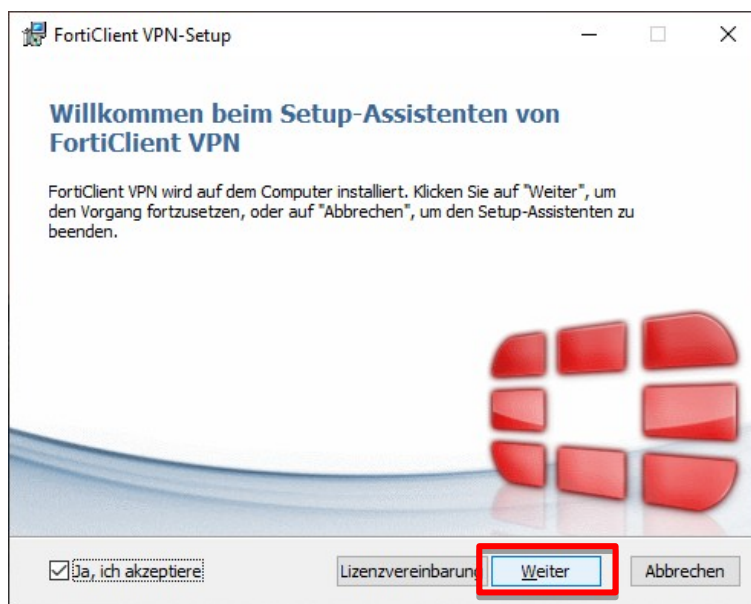 FortiClient VPN-Setup
Willkommen beim Setup-Assistenten von
FortiClient VPN
FortiClient VPN wird auf dem Computer installiert. Klicken Sie auf "Weiter", um
den Vorgang fortzusetzen, oder auf "Abbrechen", um den Setup-Assistenten zu
beenden.
Ja, ich akzeptiere Lizenzvereinbarung Weiter Abbrechen